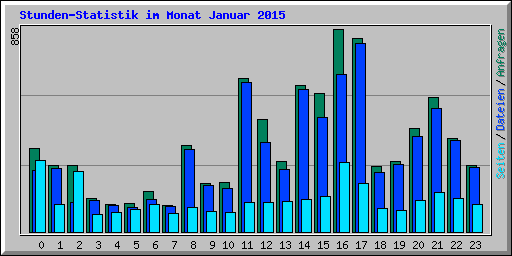 Stunden-Statistik im Monat Januar 2015
858
Seiten/Dateien/Anfragen
0 1 2 3 4 5 6 7 8 9 10 11 12 13 14 15 16 17 18 19 20 21 22 23